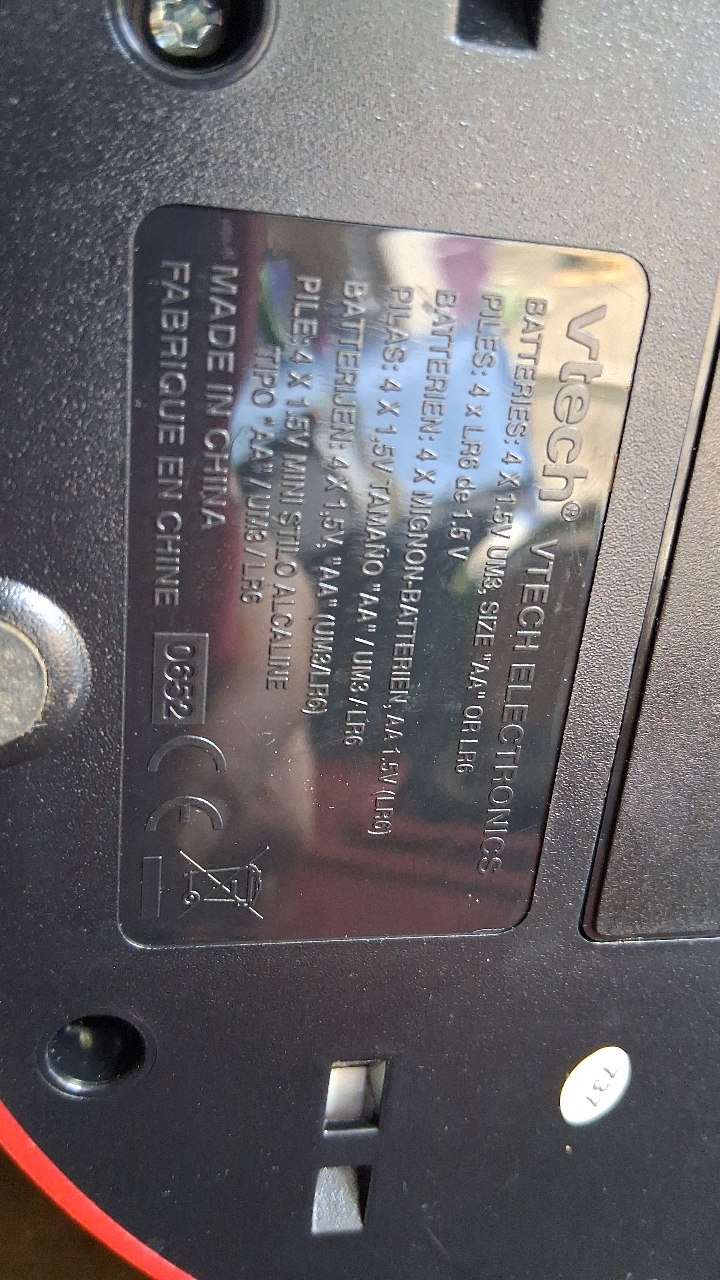 vtech® VTECH ELECTRONICS
BATTERIES: 4 X 1.5V UM3, SIZE "AA" OR LR6
PILES: 4 x LR6 de 1,5 V
BATTERIEN: 4 X MIGNON-BATTERIEN, AA 1.5V (LR6)
PILAS: 4 X 1,5V TAMAÑO "AA" / UM3 / LR6
BATTERIJEN: 4 X 1,5V, "AA" (UM3/LR6)
PILE: 4 X 1.5V MINI STILO ALCALINE
TIPO "AA" / UM3 / LR6
MADE IN CHINA
FABRIQUE EN CHINE 0652 CE
737